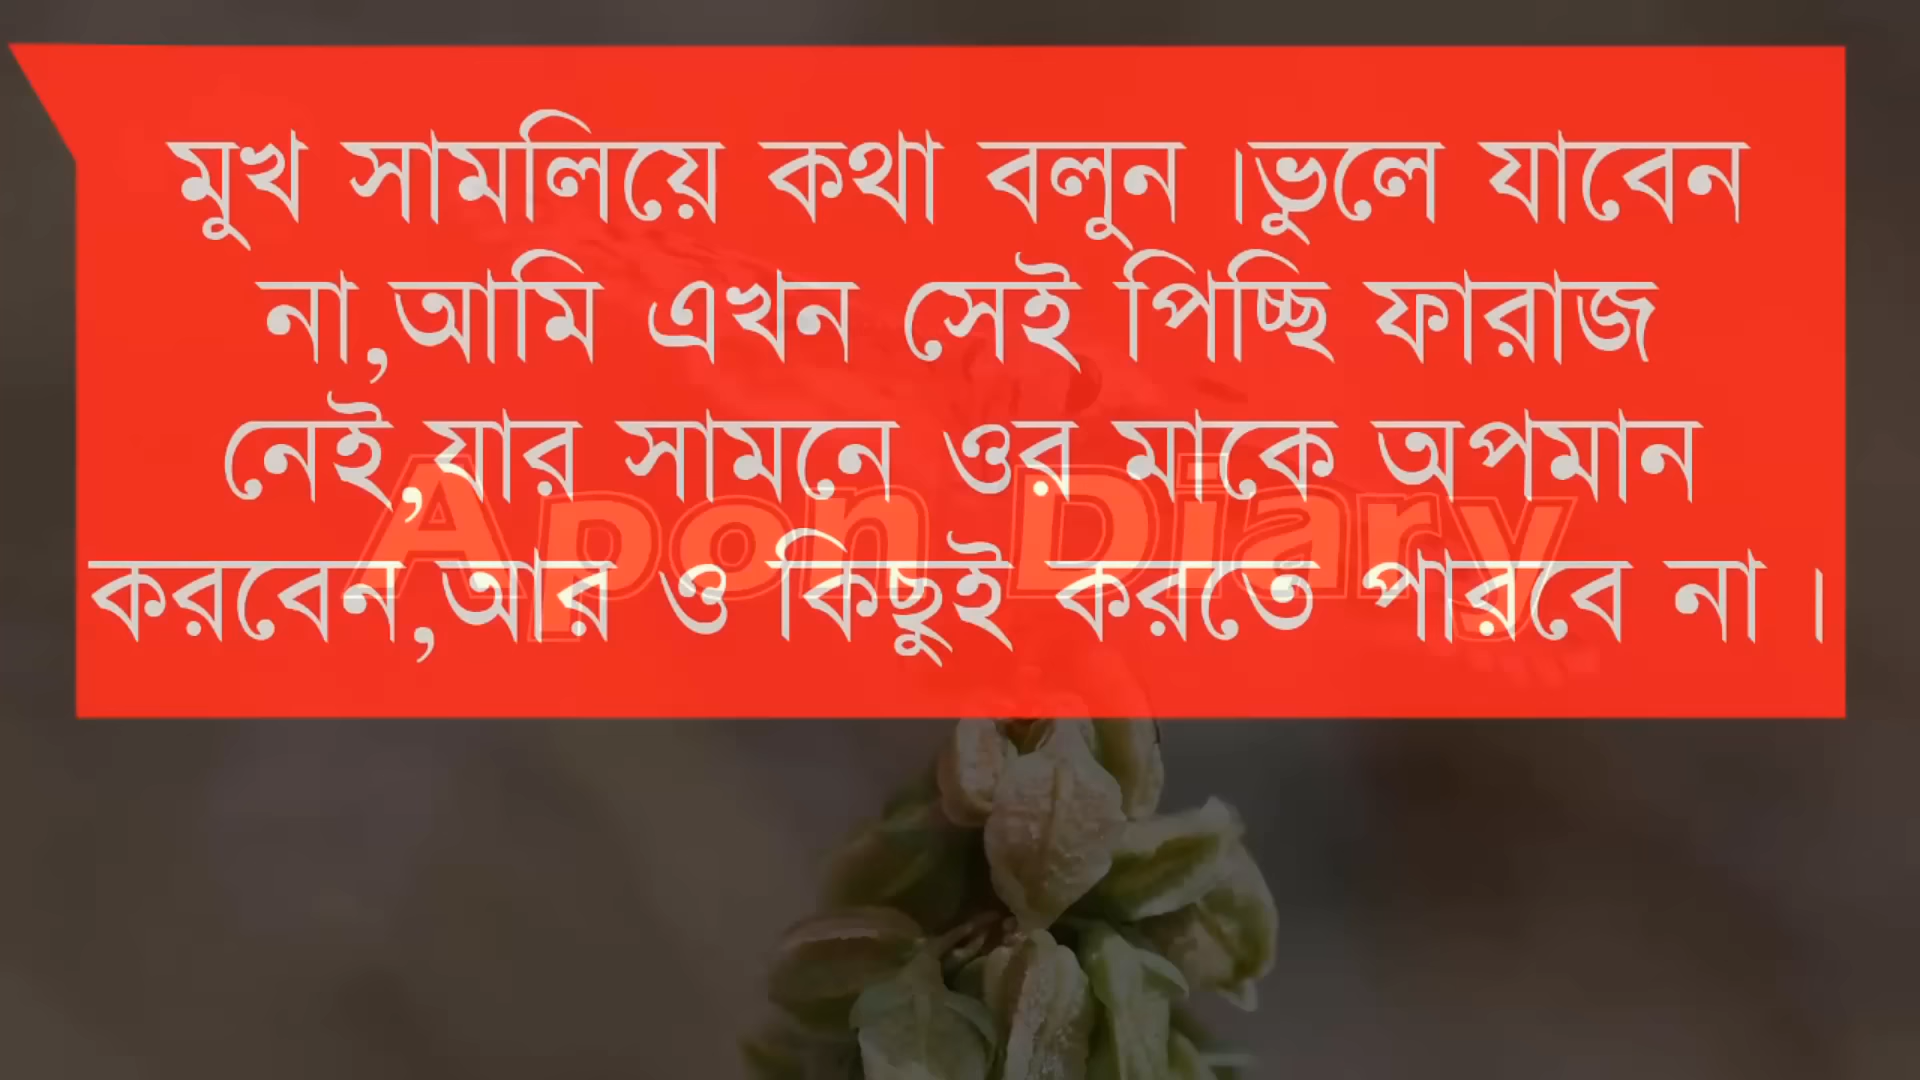 মুখ সামলিয়ে কথা বলুন ।ভুলে যাবেন
না,আমি এখন সেই পিচ্ছি ফারাজ
নেই,যার সামনে ওর মাকে অপমান
করবেন,আর ও কিছুই করতে পারবে না ।
Apon Diary